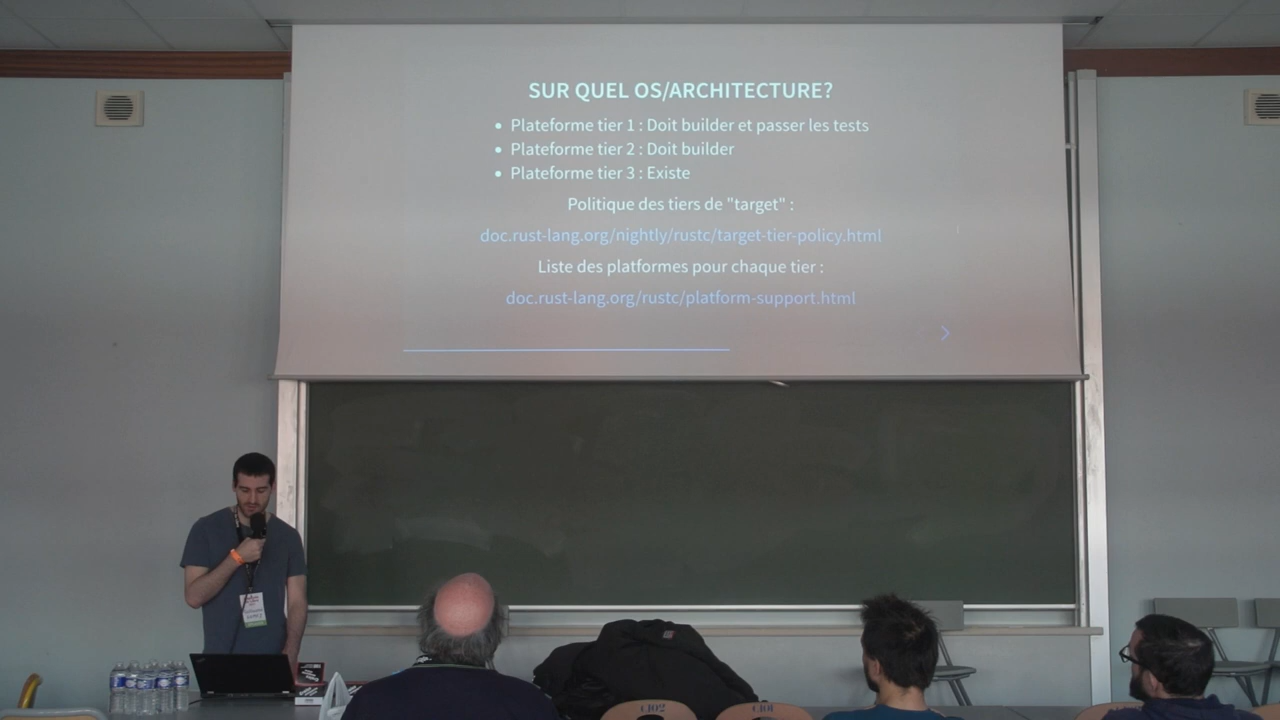 SUR QUEL OS/ARCHITECTURE?
• Plateforme tier 1 : Doit builder et passer les tests
• Plateforme tier 2 : Doit builder
• Plateforme tier 3 : Existe
Politique des tiers de "target" :
doc.rust-lang.org/nightly/rustc/target-tier-policy.html
Liste des platformes pour chaque tier :
doc.rust-lang.org/rustc/platform-support.html